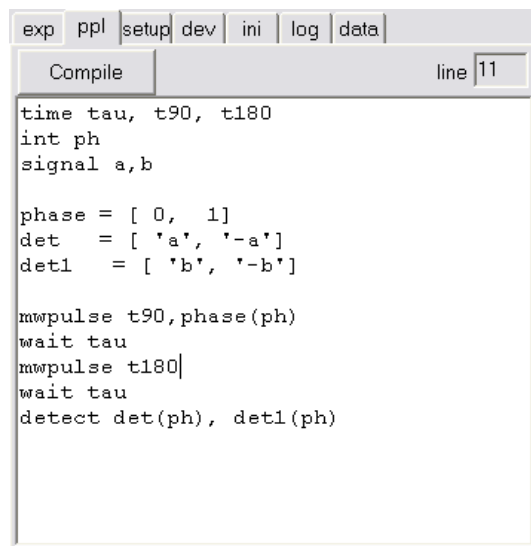 exp ppl setup dev ini log data
Compile line 11
time tau, t90, t180
int ph
signal a,b
phase = [ 0, 1]
det = [ 'a', '-a']
det1 = [ 'b', '-b']
mwpulse t90,phase(ph)
wait tau
mwpulse t180
wait tau
detect det(ph), det1(ph)